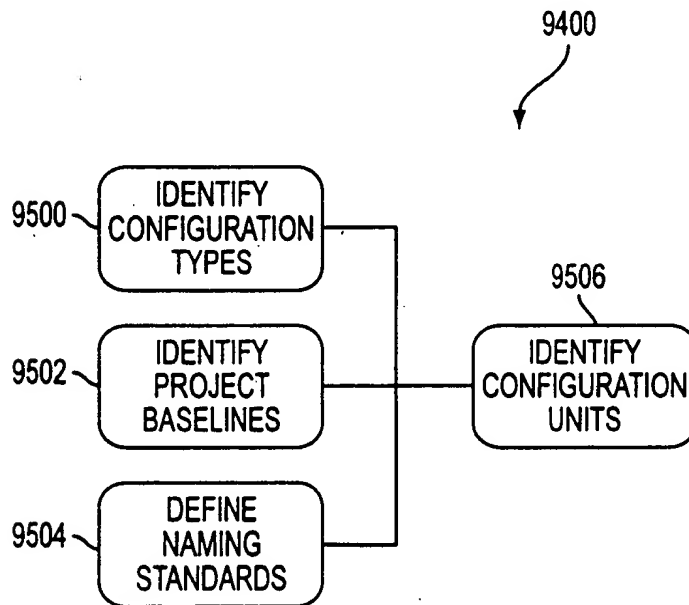 9400
9500
IDENTIFY
CONFIGURATION
TYPES
9502
IDENTIFY
PROJECT
BASELINES
9506
IDENTIFY
CONFIGURATION
UNITS
9504
DEFINE
NAMING
STANDARDS